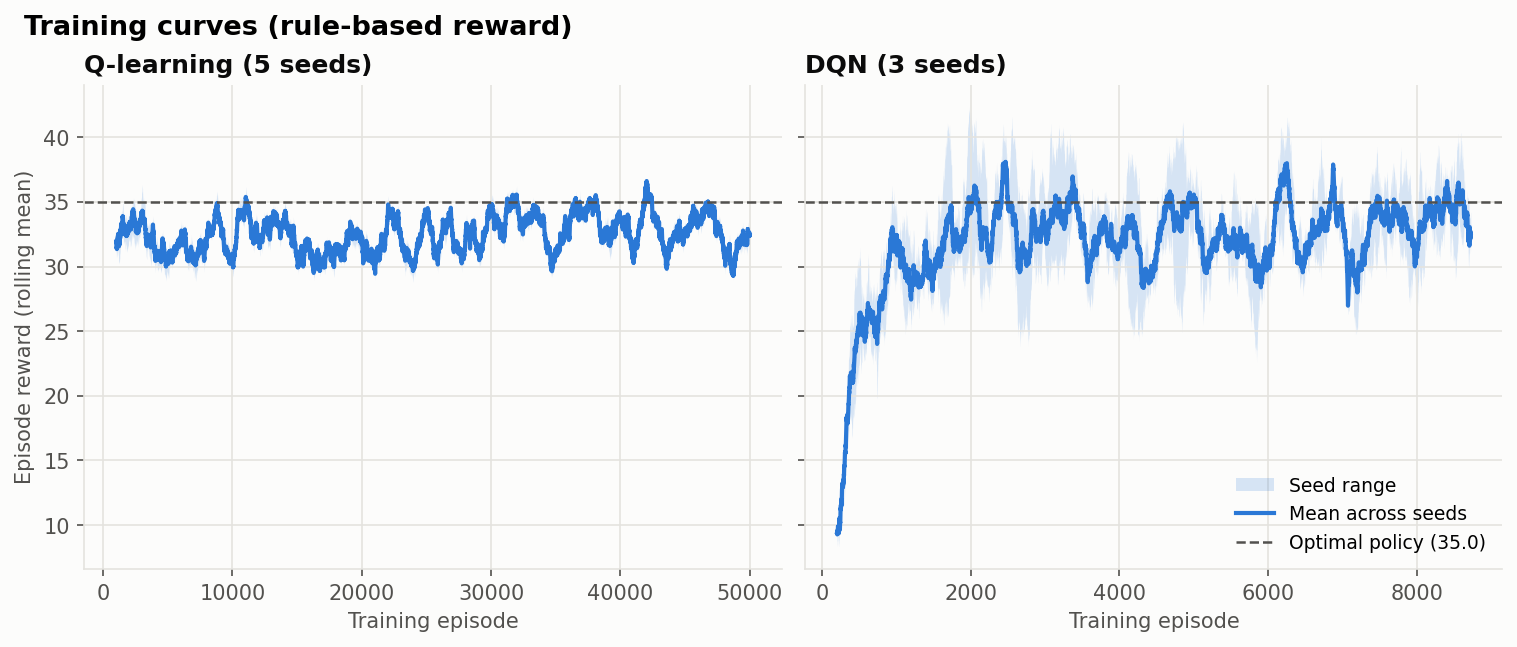 Training curves (rule-based reward)
Q-learning (5 seeds)
DQN (3 seeds)
Episode reward (rolling mean)
40
35
30
25
20
15
10
0
10000
20000
30000
40000
50000
Training episode
0
2000
4000
6000
8000
Training episode
Seed range
Mean across seeds
Optimal policy (35.0)